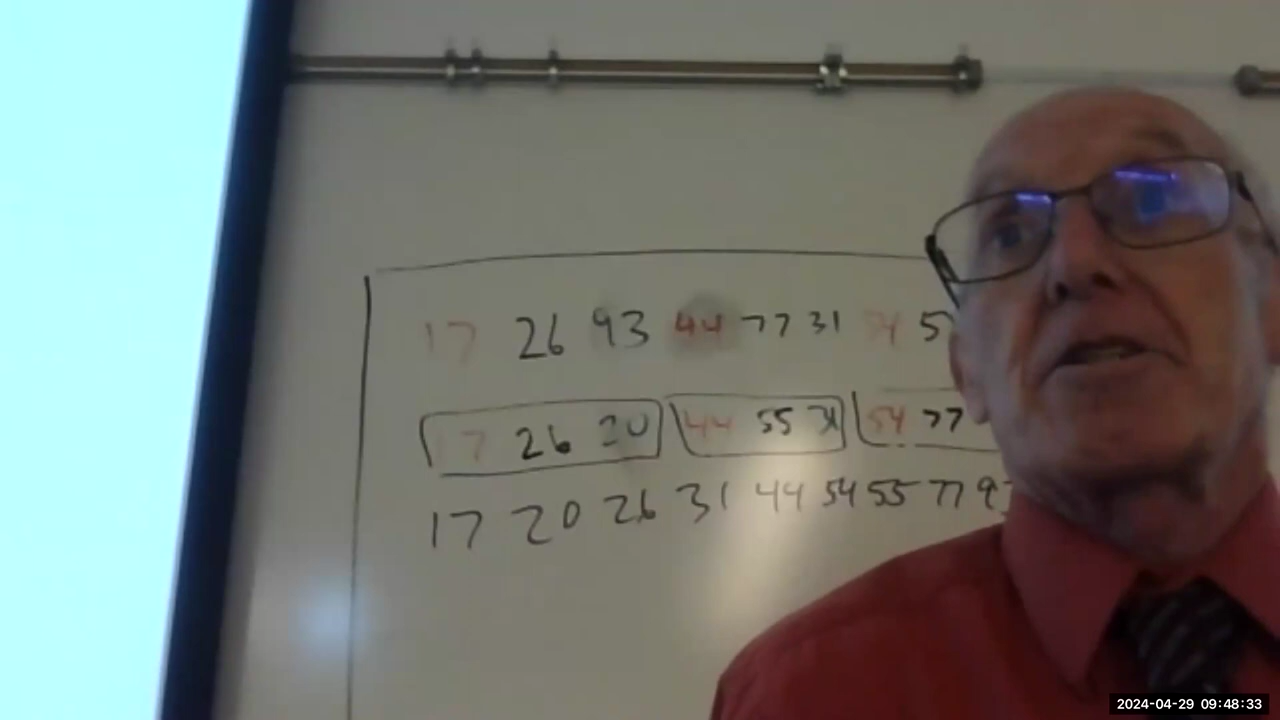 17 26 93 44 77 31 54 5
17 26 20 44 55 31 54 77
17 20 26 31 44 54 55 77 93
2024-04-29 09:48:33